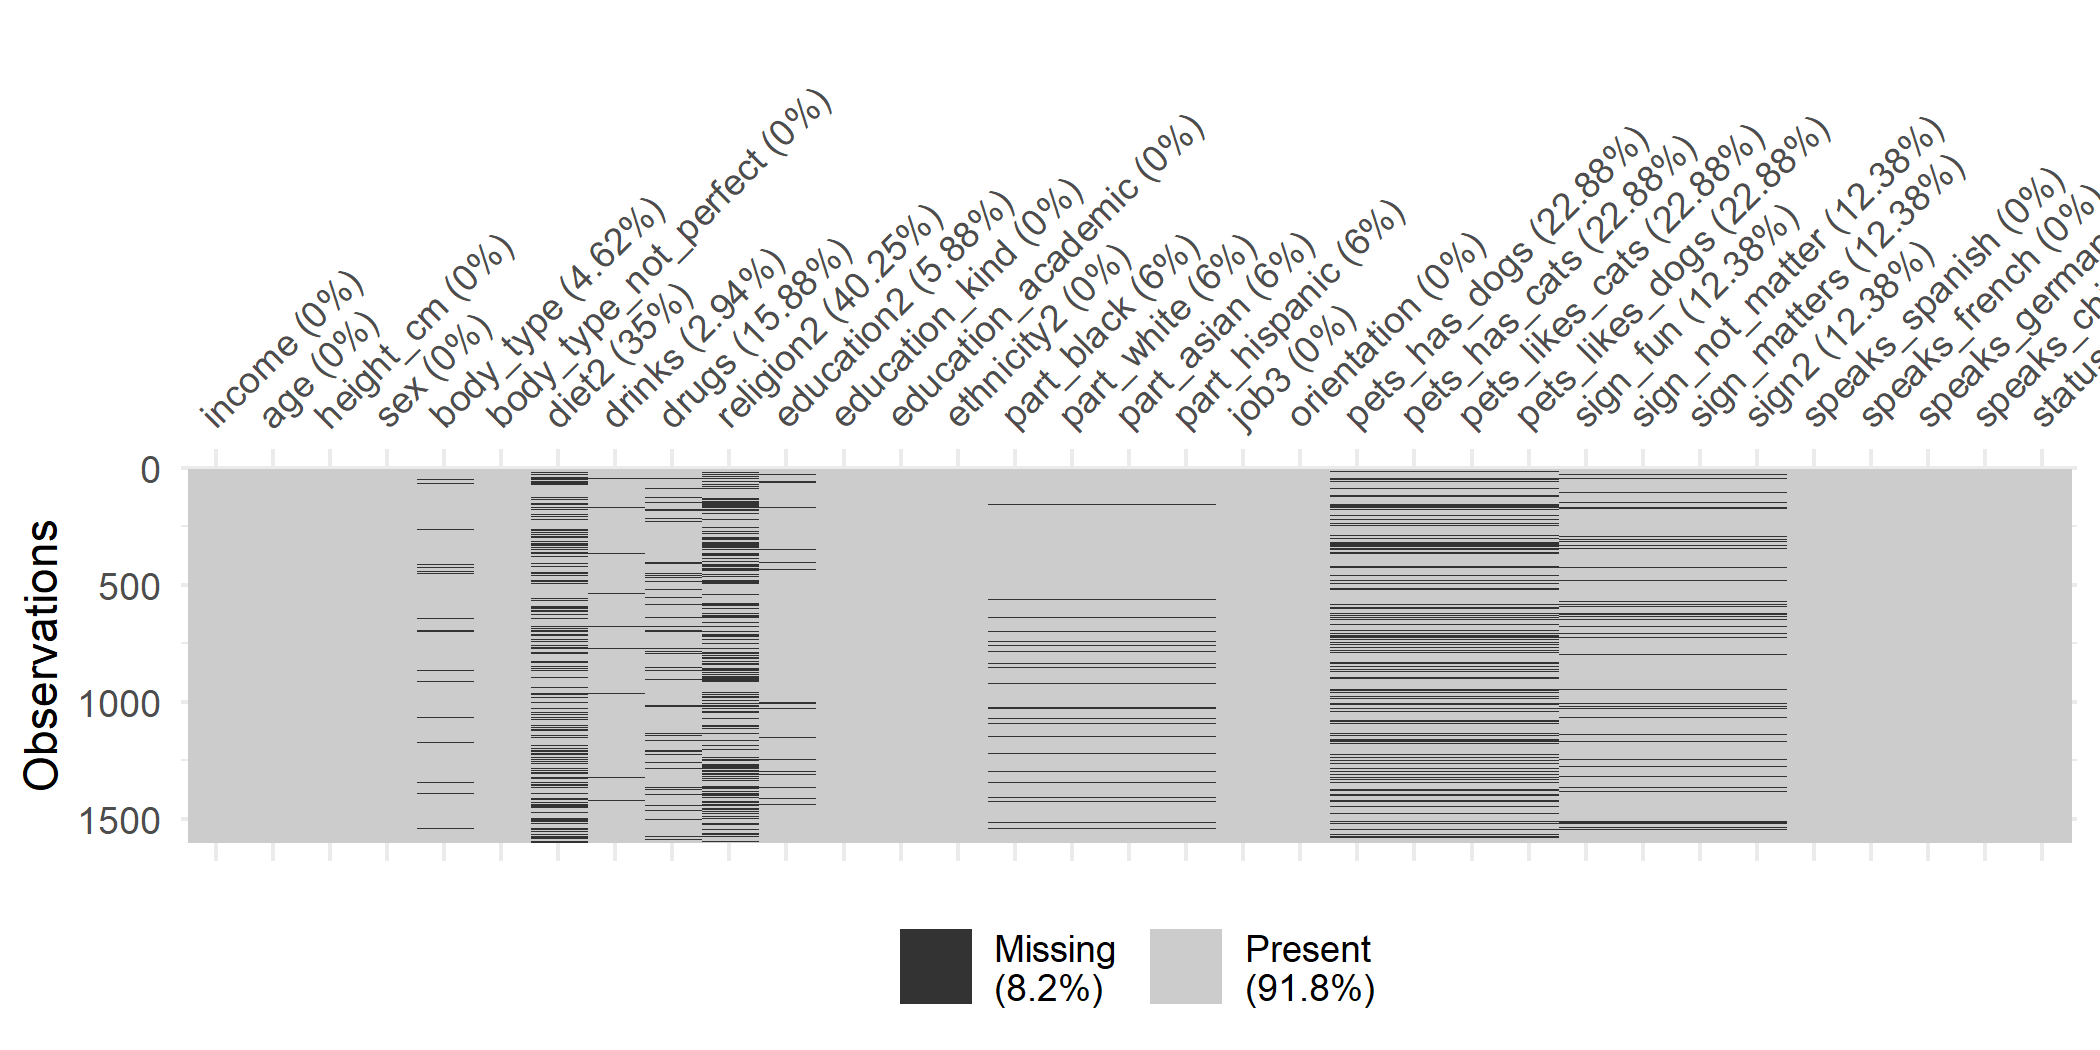 income (0%)
age (0%)
height_cm (0%)
sex (0%)
body_type (4.62%)
body_type_not_perfect (0%)
diet2 (35%)
drinks (2.94%)
drugs (15.88%)
religion2 (40.25%)
education2 (5.88%)
education_kind (0%)
education_academic (0%)
ethnicity2 (0%)
part_black (6%)
part_white (6%)
part_asian (6%)
part_hispanic (6%)
job3 (0%)
orientation (0%)
pets_has_dogs (22.88%)
pets_has_cats (22.88%)
pets_likes_cats (22.88%)
pets_likes_dogs (22.88%)
sign_fun (12.38%)
sign_not_matter (12.38%)
sign_matters (12.38%)
sign2 (12.38%)
speaks_spanish (0%)
speaks_french (0%)
speaks_german
speaks_chi
status
0
500
1000
1500
Observations
Missing
(8.2%)
Present
(91.8%)